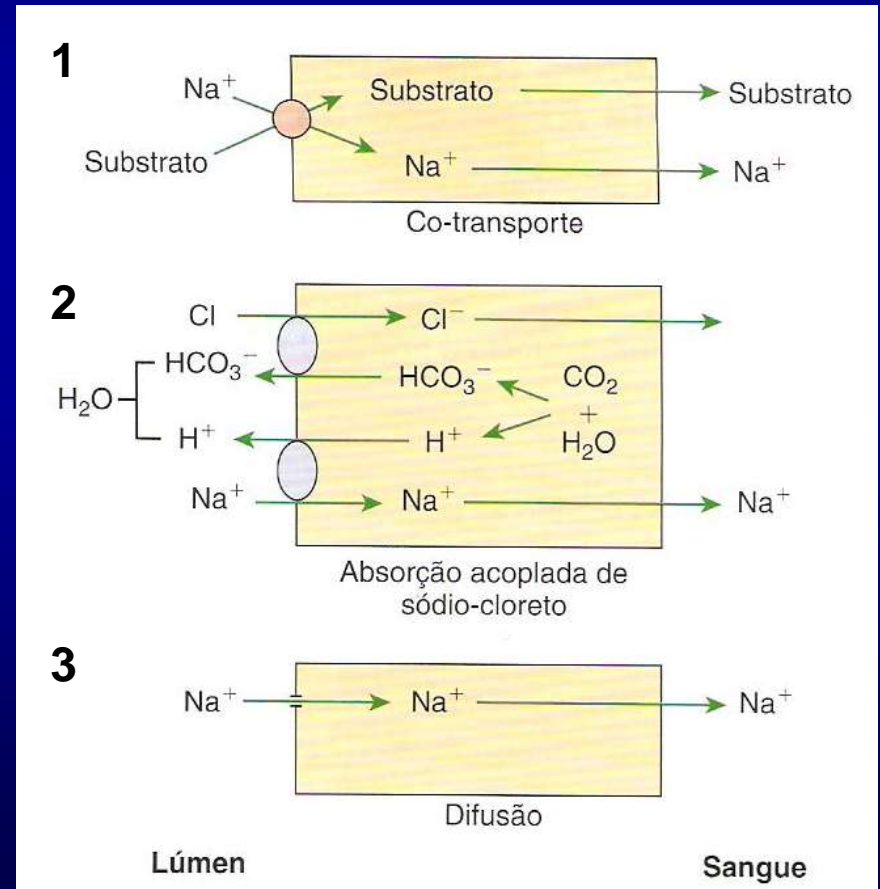 1
Na⁺ Substrato Substrato
Substrato Na⁺ Na⁺
Co-transporte
2
Cl Cl⁻
HCO₃⁻ HCO₃⁻ CO₂
H₂O +
H⁺ H⁺ H₂O
Na⁺ Na⁺ Na⁺
Absorção acoplada de
sódio-cloreto
3
Na⁺ Na⁺ Na⁺
Difusão
Lúmen Sangue